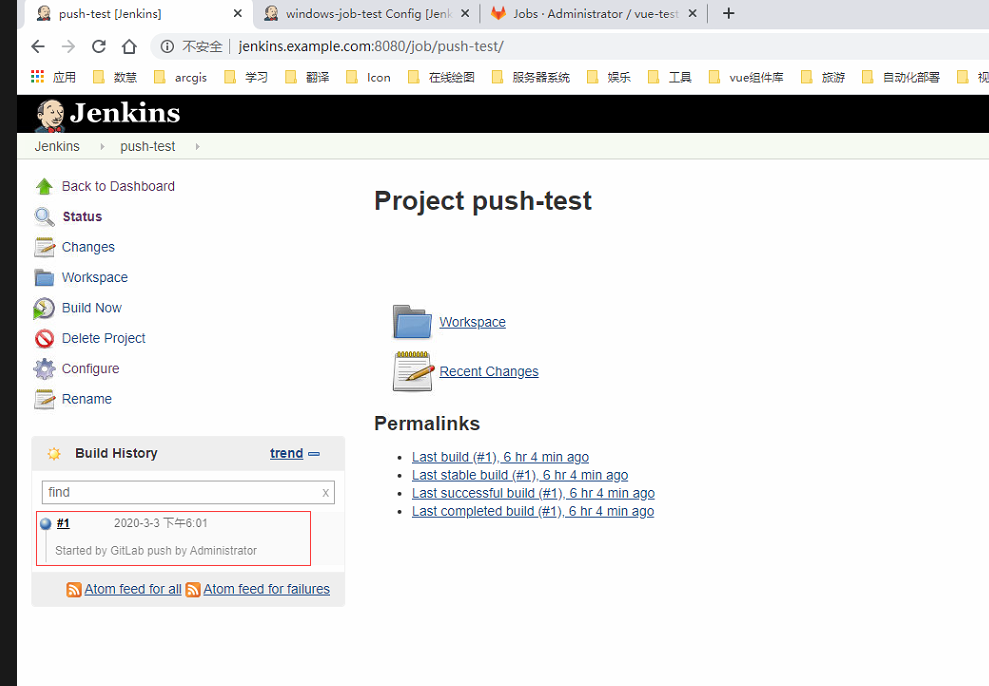 push-test [Jenkins]
windows-job-test Config [Jenk
Jobs · Administrator / vue-test
不安全
jenkins.example.com:8080/job/push-test/
应用
数慧
arcgis
学习
翻译
Icon
在线绘图
服务器系统
娱乐
工具
vue组件库
旅游
自动化部署
视
Jenkins
Jenkins
push-test
Back to Dashboard
Status
Changes
Workspace
Build Now
Delete Project
Configure
Rename
Build History
trend
find
x
#1
2020-3-3 下午6:01
Started by GitLab push by Administrator
Atom feed for all
Atom feed for failures
Project push-test
Workspace
Recent Changes
Permalinks
Last build (#1), 6 hr 4 min ago
Last stable build (#1), 6 hr 4 min ago
Last successful build (#1), 6 hr 4 min ago
Last completed build (#1), 6 hr 4 min ago